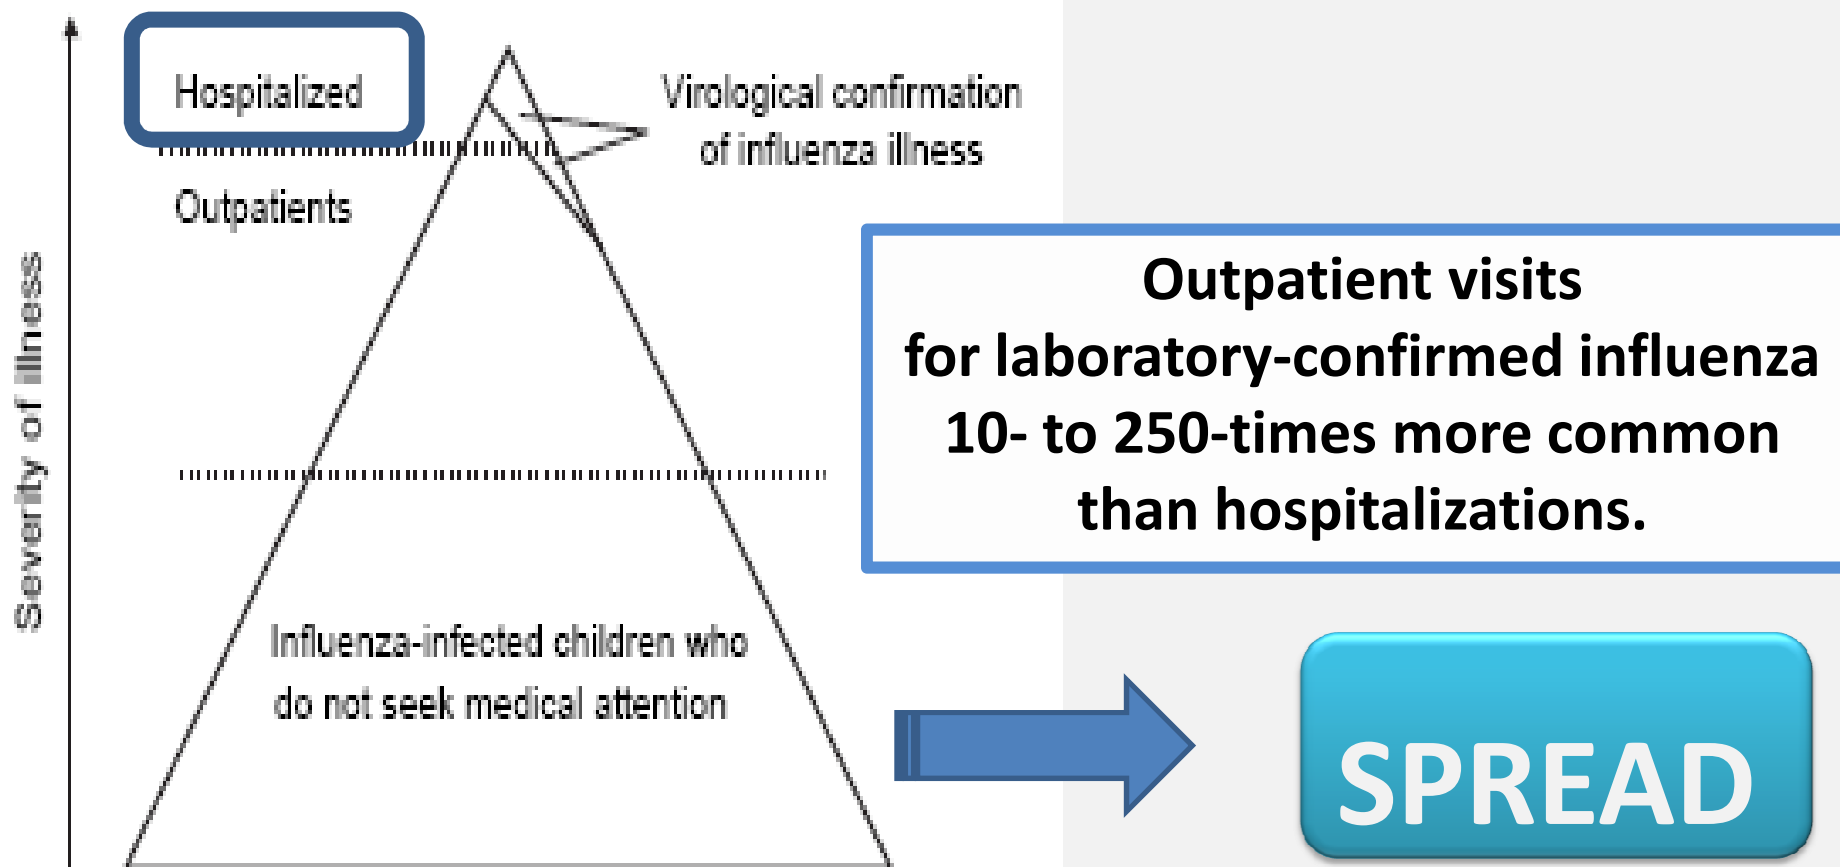 Hospitalized
Virological confirmation
of influenza illness
Outpatients
Severity of illness
Outpatient visits
for laboratory-confirmed influenza
10- to 250-times more common
than hospitalizations.
Influenza-infected children who
do not seek medical attention
SPREAD